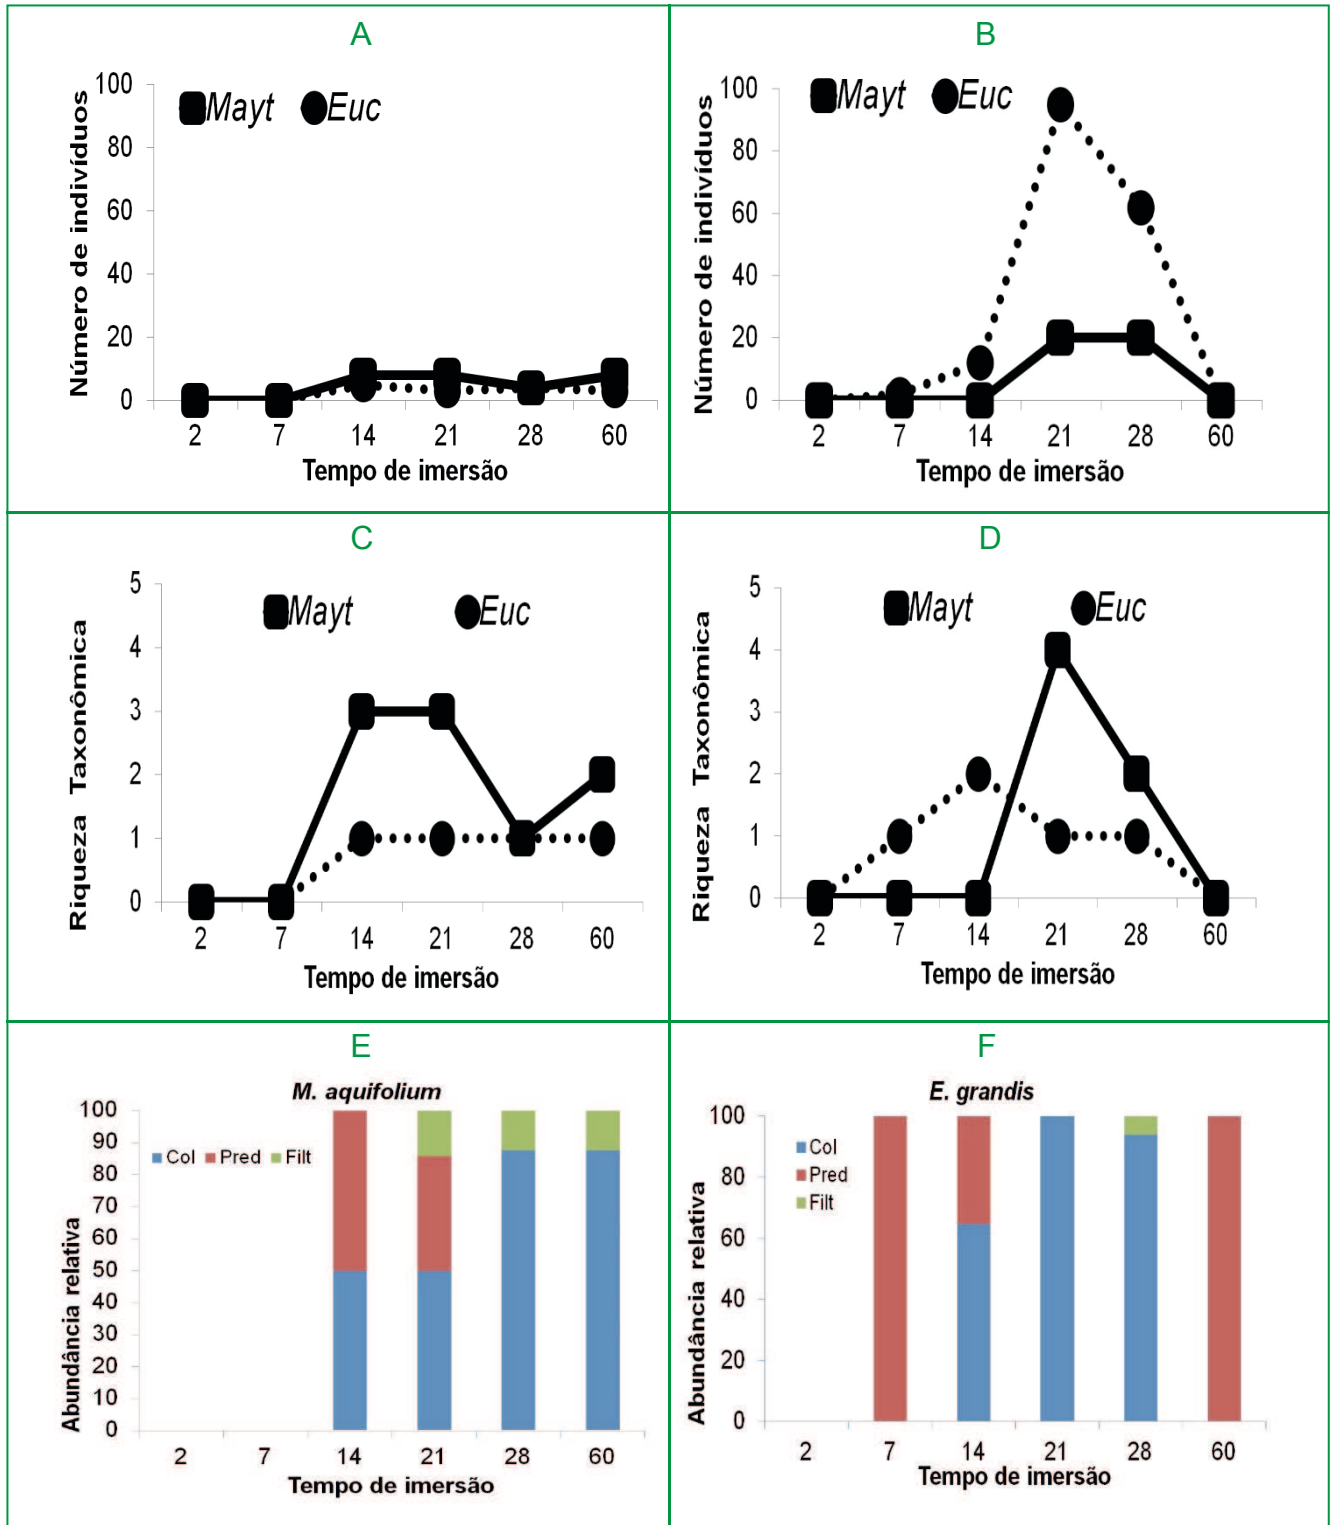 A
Número de indivíduos
100
80
60
40
20
0
Mayt Euc
2 7 14 21 28 60
Tempo de imersão
B
Número de indivíduos
100
80
60
40
20
0
Mayt Euc
2 7 14 21 28 60
Tempo de imersão
C
Riqueza Taxonômica
5
4
3
2
1
0
Mayt Euc
2 7 14 21 28 60
Tempo de imersão
D
Riqueza Taxonômica
5
4
3
2
1
0
Mayt Euc
2 7 14 21 28 60
Tempo de imersão
E
M. aquifolium
Abundância relativa
100
90
80
70
60
50
40
30
20
10
0
Col Pred Filt
2 7 14 21 28 60
Tempo de imersão
F
E. grandis
Abundância relativa
100
80
60
40
20
0
Col
Pred
Filt
2 7 14 21 28 60
Tempo de imersão